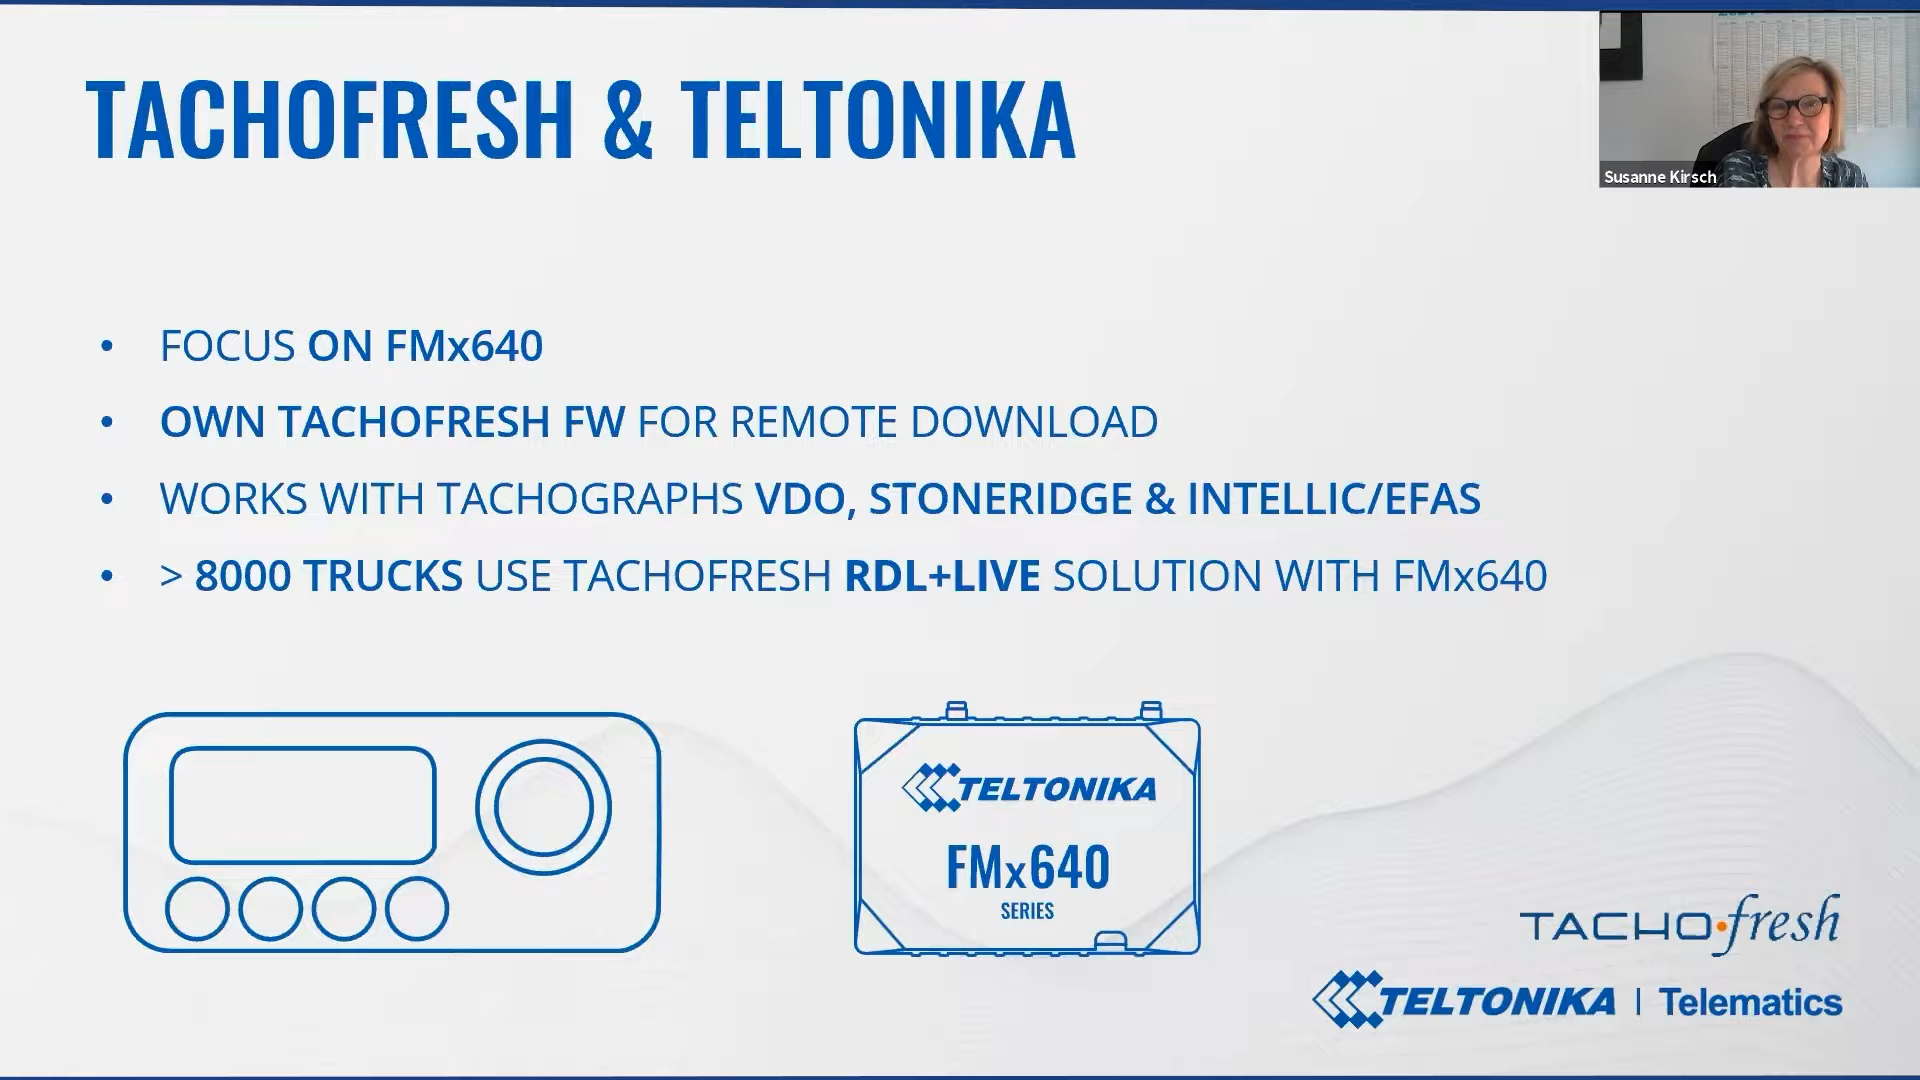 TACHOFRESH & TELTONIKA
Susanne Kirsch
• FOCUS ON FMx640
• OWN TACHOFRESH FW FOR REMOTE DOWNLOAD
• WORKS WITH TACHOGRAPHS VDO, STONERIDGE & INTELLIC/EFAS
• > 8000 TRUCKS USE TACHOFRESH RDL+LIVE SOLUTION WITH FMx640
TELTONIKA
FMx640
SERIES
TACHO•fresh
TELTONIKA | Telematics